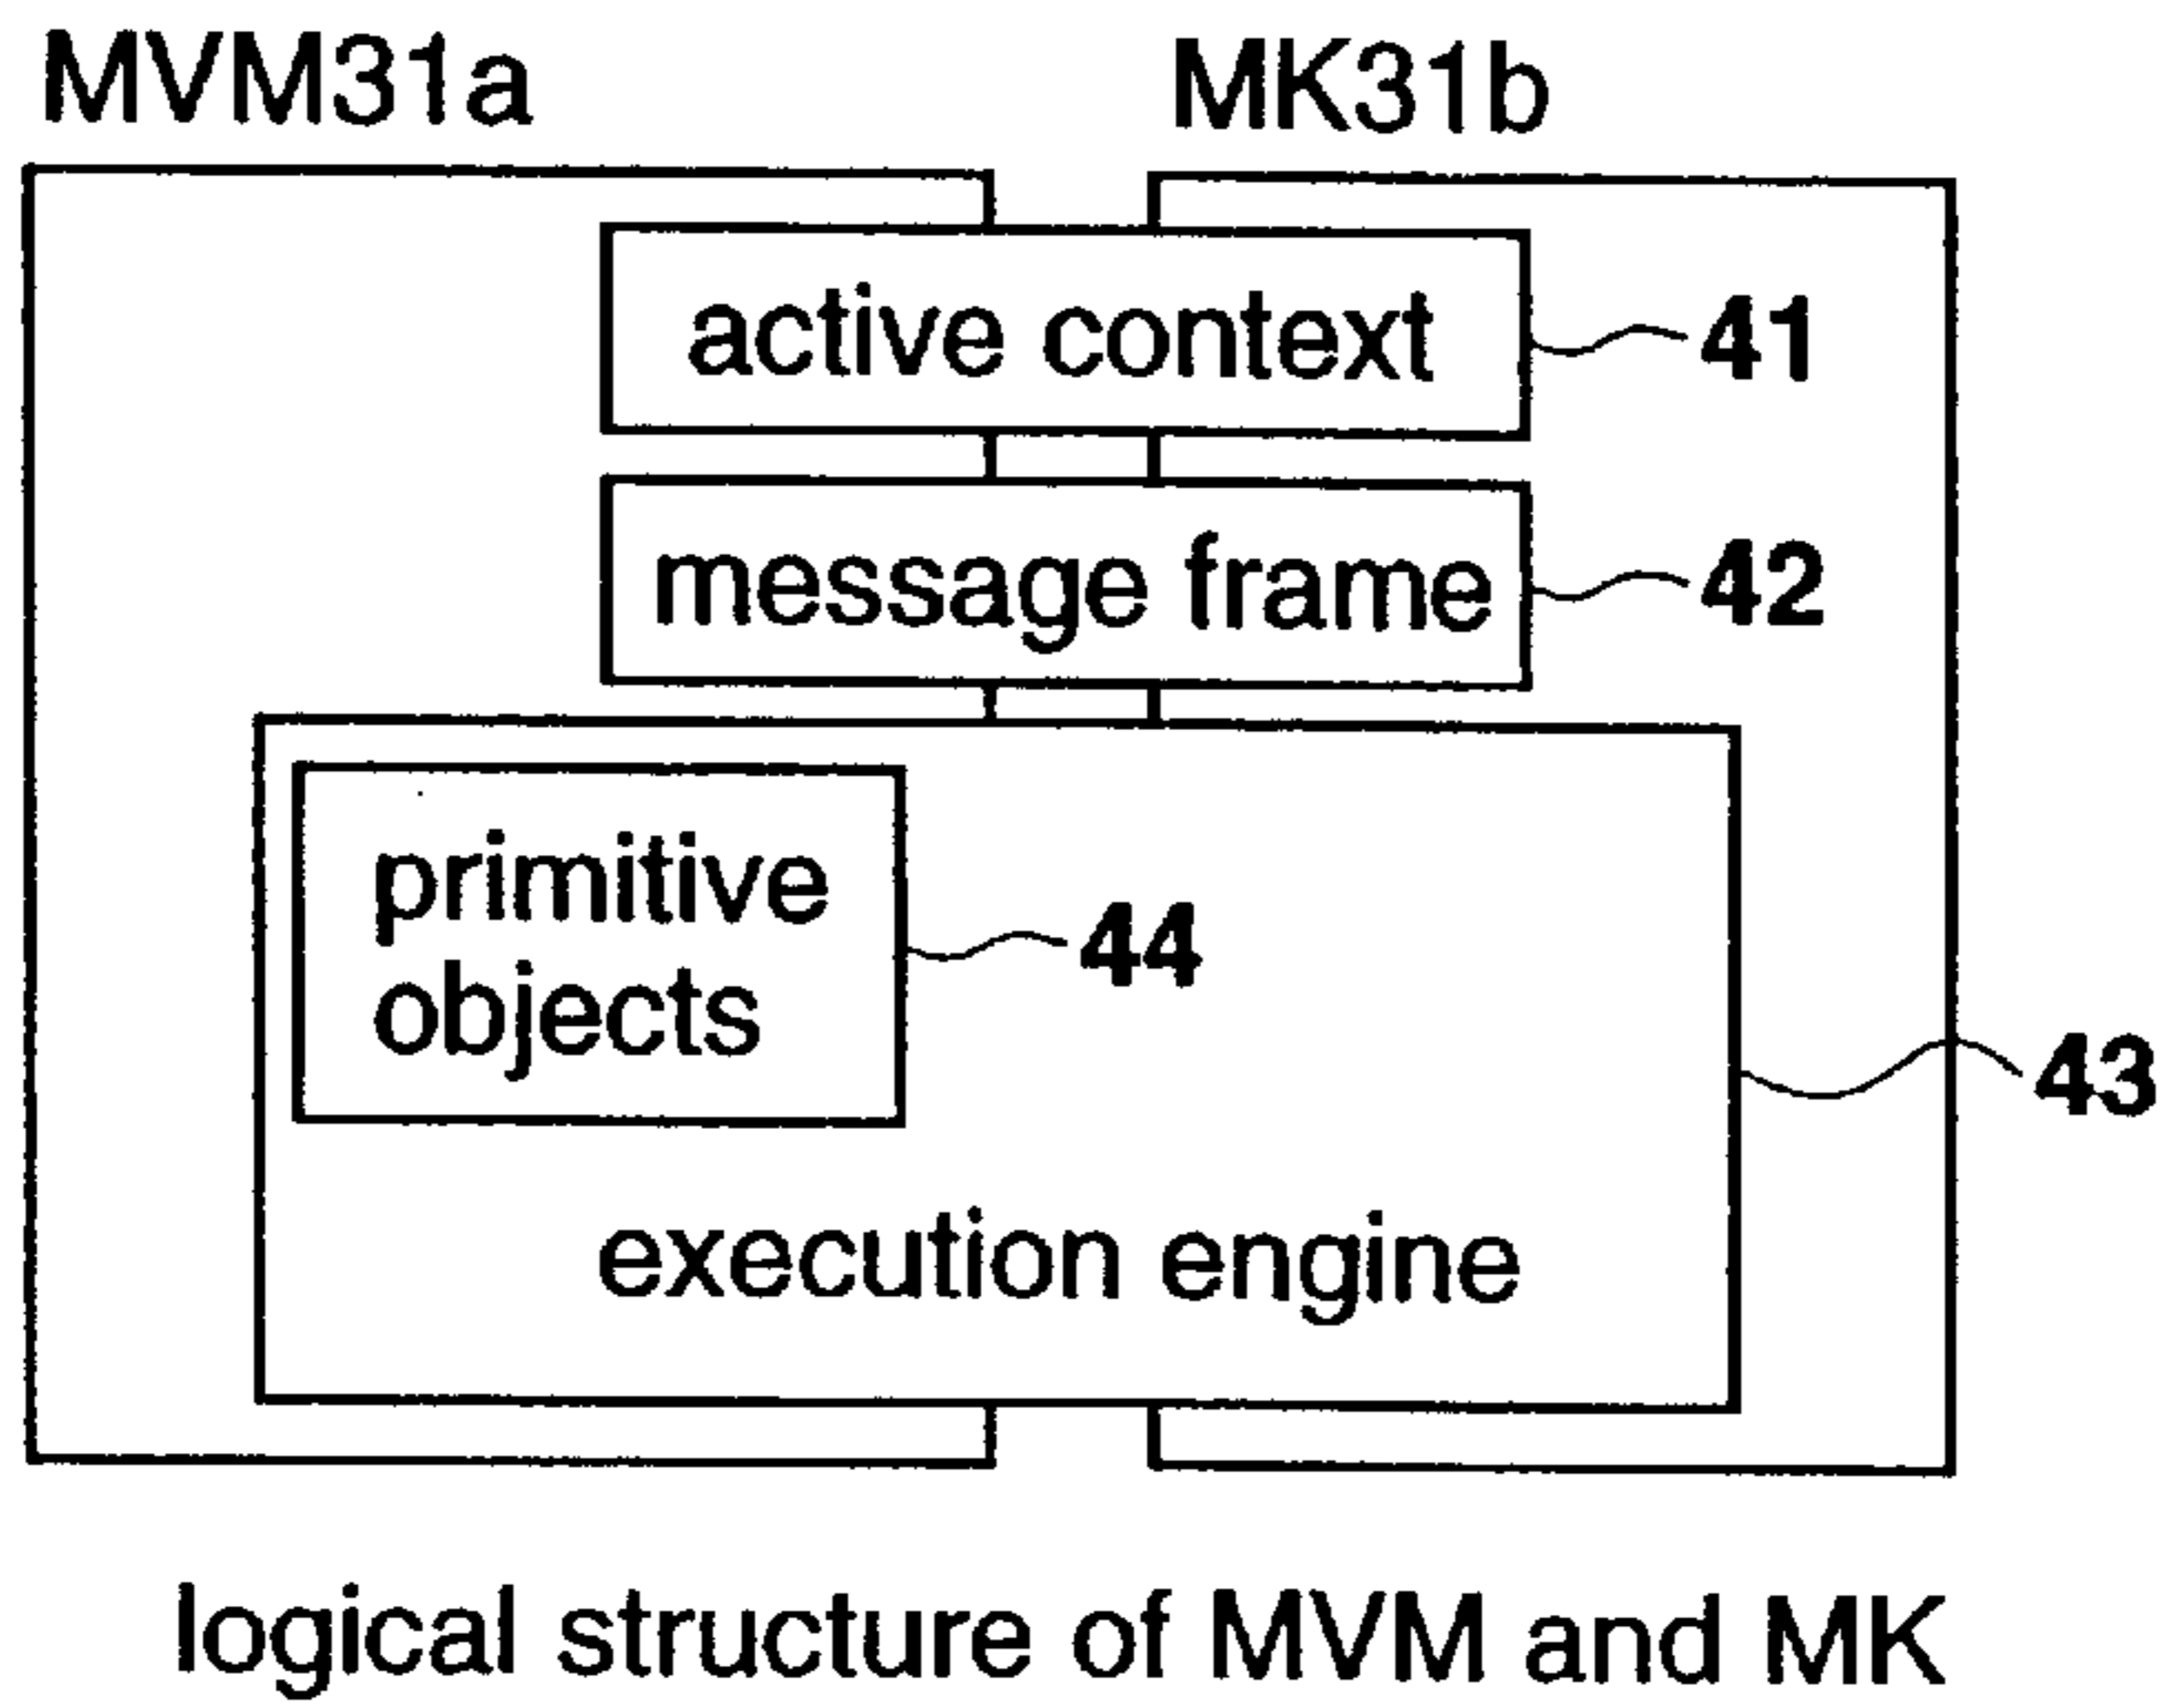 MVM31a MK31b
active context 41
message frame 42
primitive
objects
44
43
execution engine
logical structure of MVM and MK